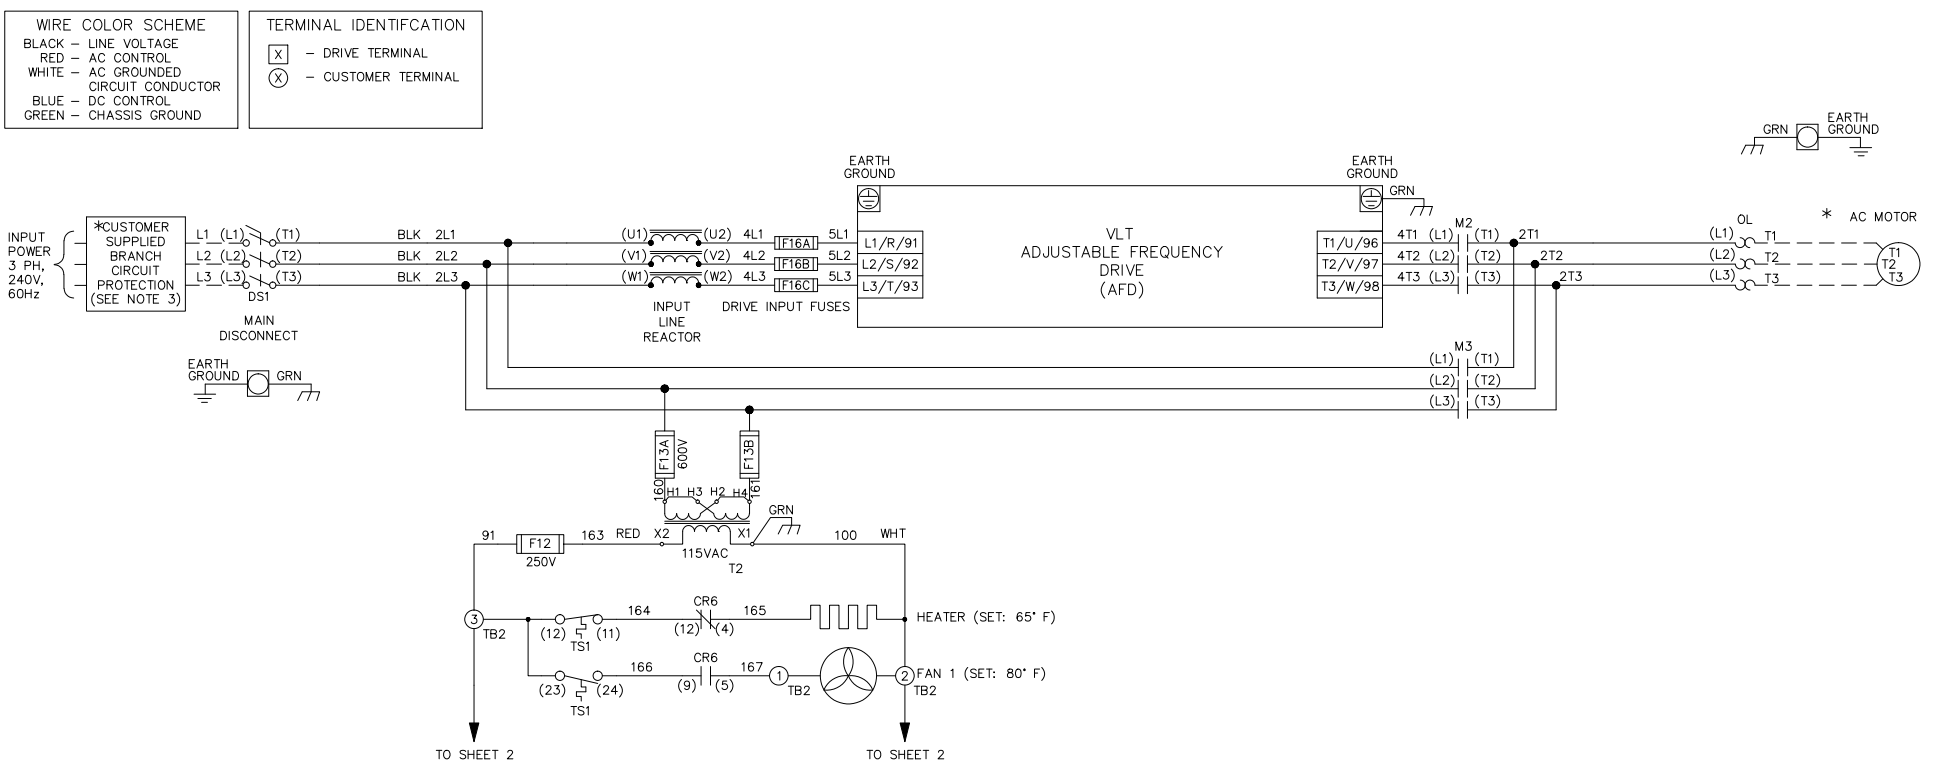 WIRE COLOR SCHEME
BLACK – LINE VOLTAGE
RED – AC CONTROL
WHITE – AC GROUNDED
CIRCUIT CONDUCTOR
BLUE – DC CONTROL
GREEN – CHASSIS GROUND
TERMINAL IDENTIFCATION
X – DRIVE TERMINAL
X – CUSTOMER TERMINAL
GRN
EARTH
GROUND
INPUT
POWER
3 PH,
240V,
60Hz
*CUSTOMER
SUPPLIED
BRANCH
CIRCUIT
PROTECTION
(SEE NOTE 3)
L1 (L1) (T1) BLK 2L1 (U1) (U2) 4L1 F16A 5L1 L1/R/91
L2 (L2) (T2) BLK 2L2 (V1) (V2) 4L2 F16B 5L2 L2/S/92
L3 (L3) (T3) BLK 2L3 (W1) (W2) 4L3 F16C 5L3 L3/T/93
DS1
MAIN
DISCONNECT
EARTH
GROUND
GRN
INPUT
LINE
REACTOR
DRIVE INPUT FUSES
EARTH
GROUND
EARTH
GROUND
GRN
VLT
ADJUSTABLE FREQUENCY
DRIVE
(AFD)
M2
T1/U/96 4T1 (L1) (T1) 2T1
T2/V/97 4T2 (L2) (T2) 2T2
T3/W/98 4T3 (L3) (T3) 2T3
OL
* AC MOTOR
(L1) T1 T1
(L2) T2 T2
(L3) T3 T3
M3
(L1) (T1)
(L2) (T2)
(L3) (T3)
F13A
600V
F13B
160
H1 H3 H2 H4
161
GRN
91 F12 163 RED X2 X1 100 WHT
250V
115VAC
T2
3
TB2
164 CR6 165
(12) (11) (12) (4)
TS1
HEATER (SET: 65° F)
166 CR6 167
(23) (24) (9) (5)
TS1
1
TB2
2
TB2
FAN 1 (SET: 80° F)
TO SHEET 2
TO SHEET 2